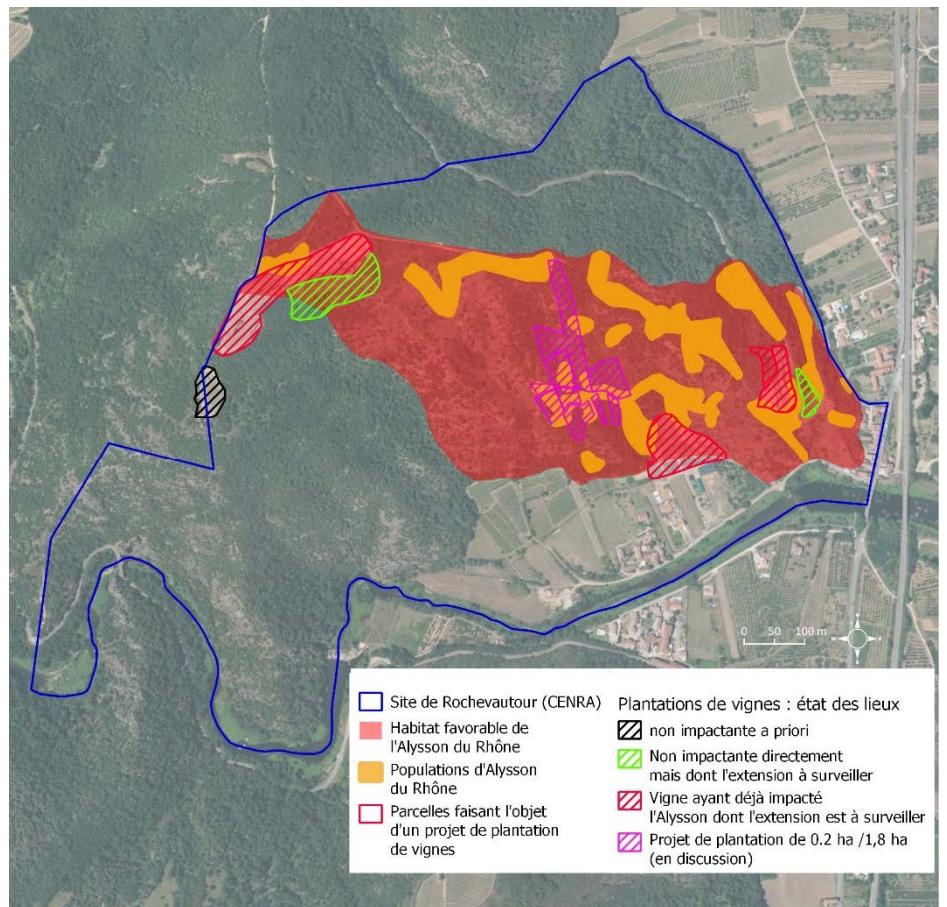 0 50 100 m
N
W E
S
Site de Rochevautour (CENRA)
Habitat favorable de
l'Alysson du Rhône
Populations d'Alysson
du Rhône
Parcelles faisant l'objet
d'un projet de plantation
de vignes
Plantations de vignes : état des lieux
non impactante a priori
Non impactante directement
mais dont l'extension à surveiller
Vigne ayant déjà impacté
l'Alysson dont l'extension est à surveiller
Projet de plantation de 0.2 ha /1,8 ha
(en discussion)